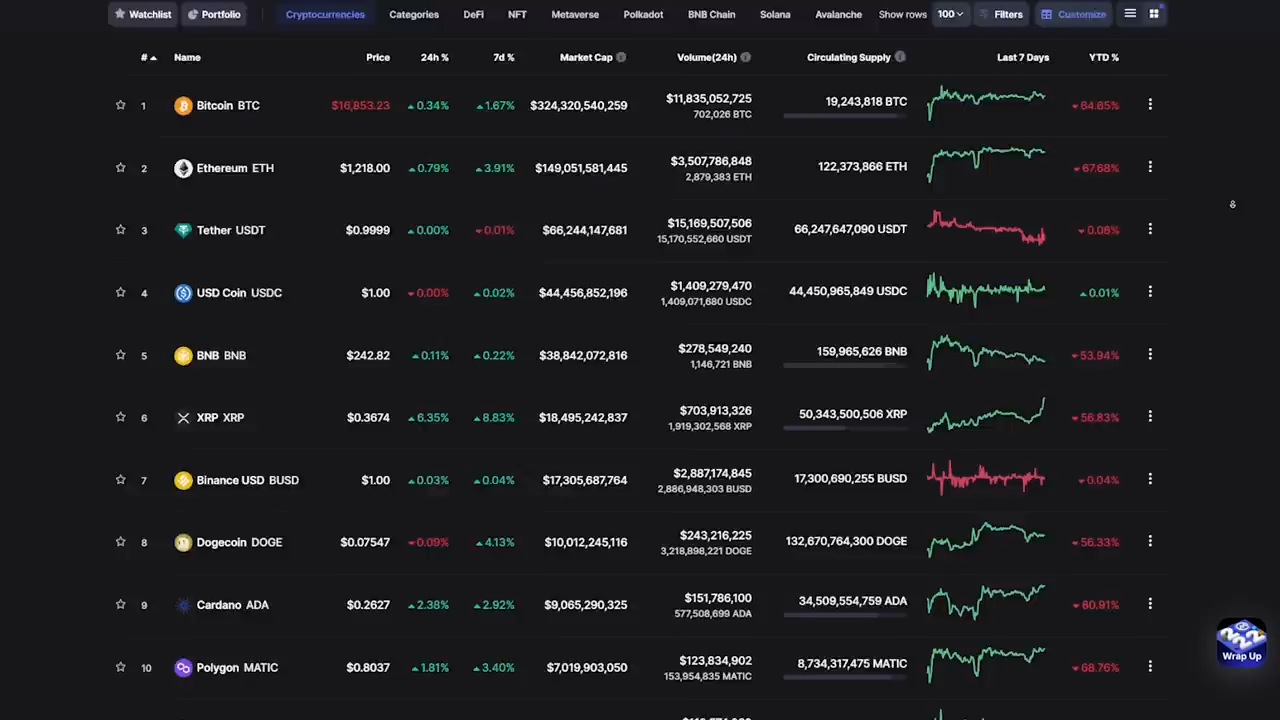 Watchlist Portfolio Cryptocurrencies Categories DeFi NFT Metaverse Polkadot BNB Chain Solana Avalanche Show rows 100 Filters Customize
# Name Price 24h % 7d % Market Cap Volume(24h) Circulating Supply Last 7 Days YTD %
1 Bitcoin BTC $16,853.23 0.34% 1.67% $324,320,540,259 $11,835,052,725 19,243,818 BTC 64.85%
702,026 BTC
2 Ethereum ETH $1,218.00 0.79% 3.91% $149,051,581,445 $3,507,786,848 122,373,866 ETH 67.68%
2,879,383 ETH
3 Tether USDT $0.9999 0.00% 0.01% $66,244,147,681 $15,169,507,506 66,247,647,090 USDT 0.08%
15,170,552,660 USDT
4 USD Coin USDC $1.00 0.00% 0.02% $44,456,852,196 $1,409,279,470 44,450,965,849 USDC 0.01%
1,409,071,680 USDC
5 BNB BNB $242.82 0.11% 0.22% $38,842,072,816 $278,549,240 159,965,626 BNB 53.94%
1,146,721 BNB
6 XRP XRP $0.3674 6.35% 8.83% $18,495,242,837 $703,913,326 50,343,500,506 XRP 56.83%
1,919,302,568 XRP
7 Binance USD BUSD $1.00 0.03% 0.04% $17,305,687,764 $2,887,174,845 17,300,690,255 BUSD 0.04%
2,886,948,303 BUSD
8 Dogecoin DOGE $0.07547 0.09% 4.13% $10,012,245,116 $243,216,225 132,670,764,300 DOGE 56.33%
3,218,898,221 DOGE
9 Cardano ADA $0.2627 2.38% 2.92% $9,065,290,325 $151,786,100 34,509,554,759 ADA 80.91%
577,508,699 ADA
10 Polygon MATIC $0.8037 1.81% 3.40% $7,019,903,050 $123,834,902 8,734,317,475 MATIC 68.76%
153,954,835 MATIC
Wrap Up